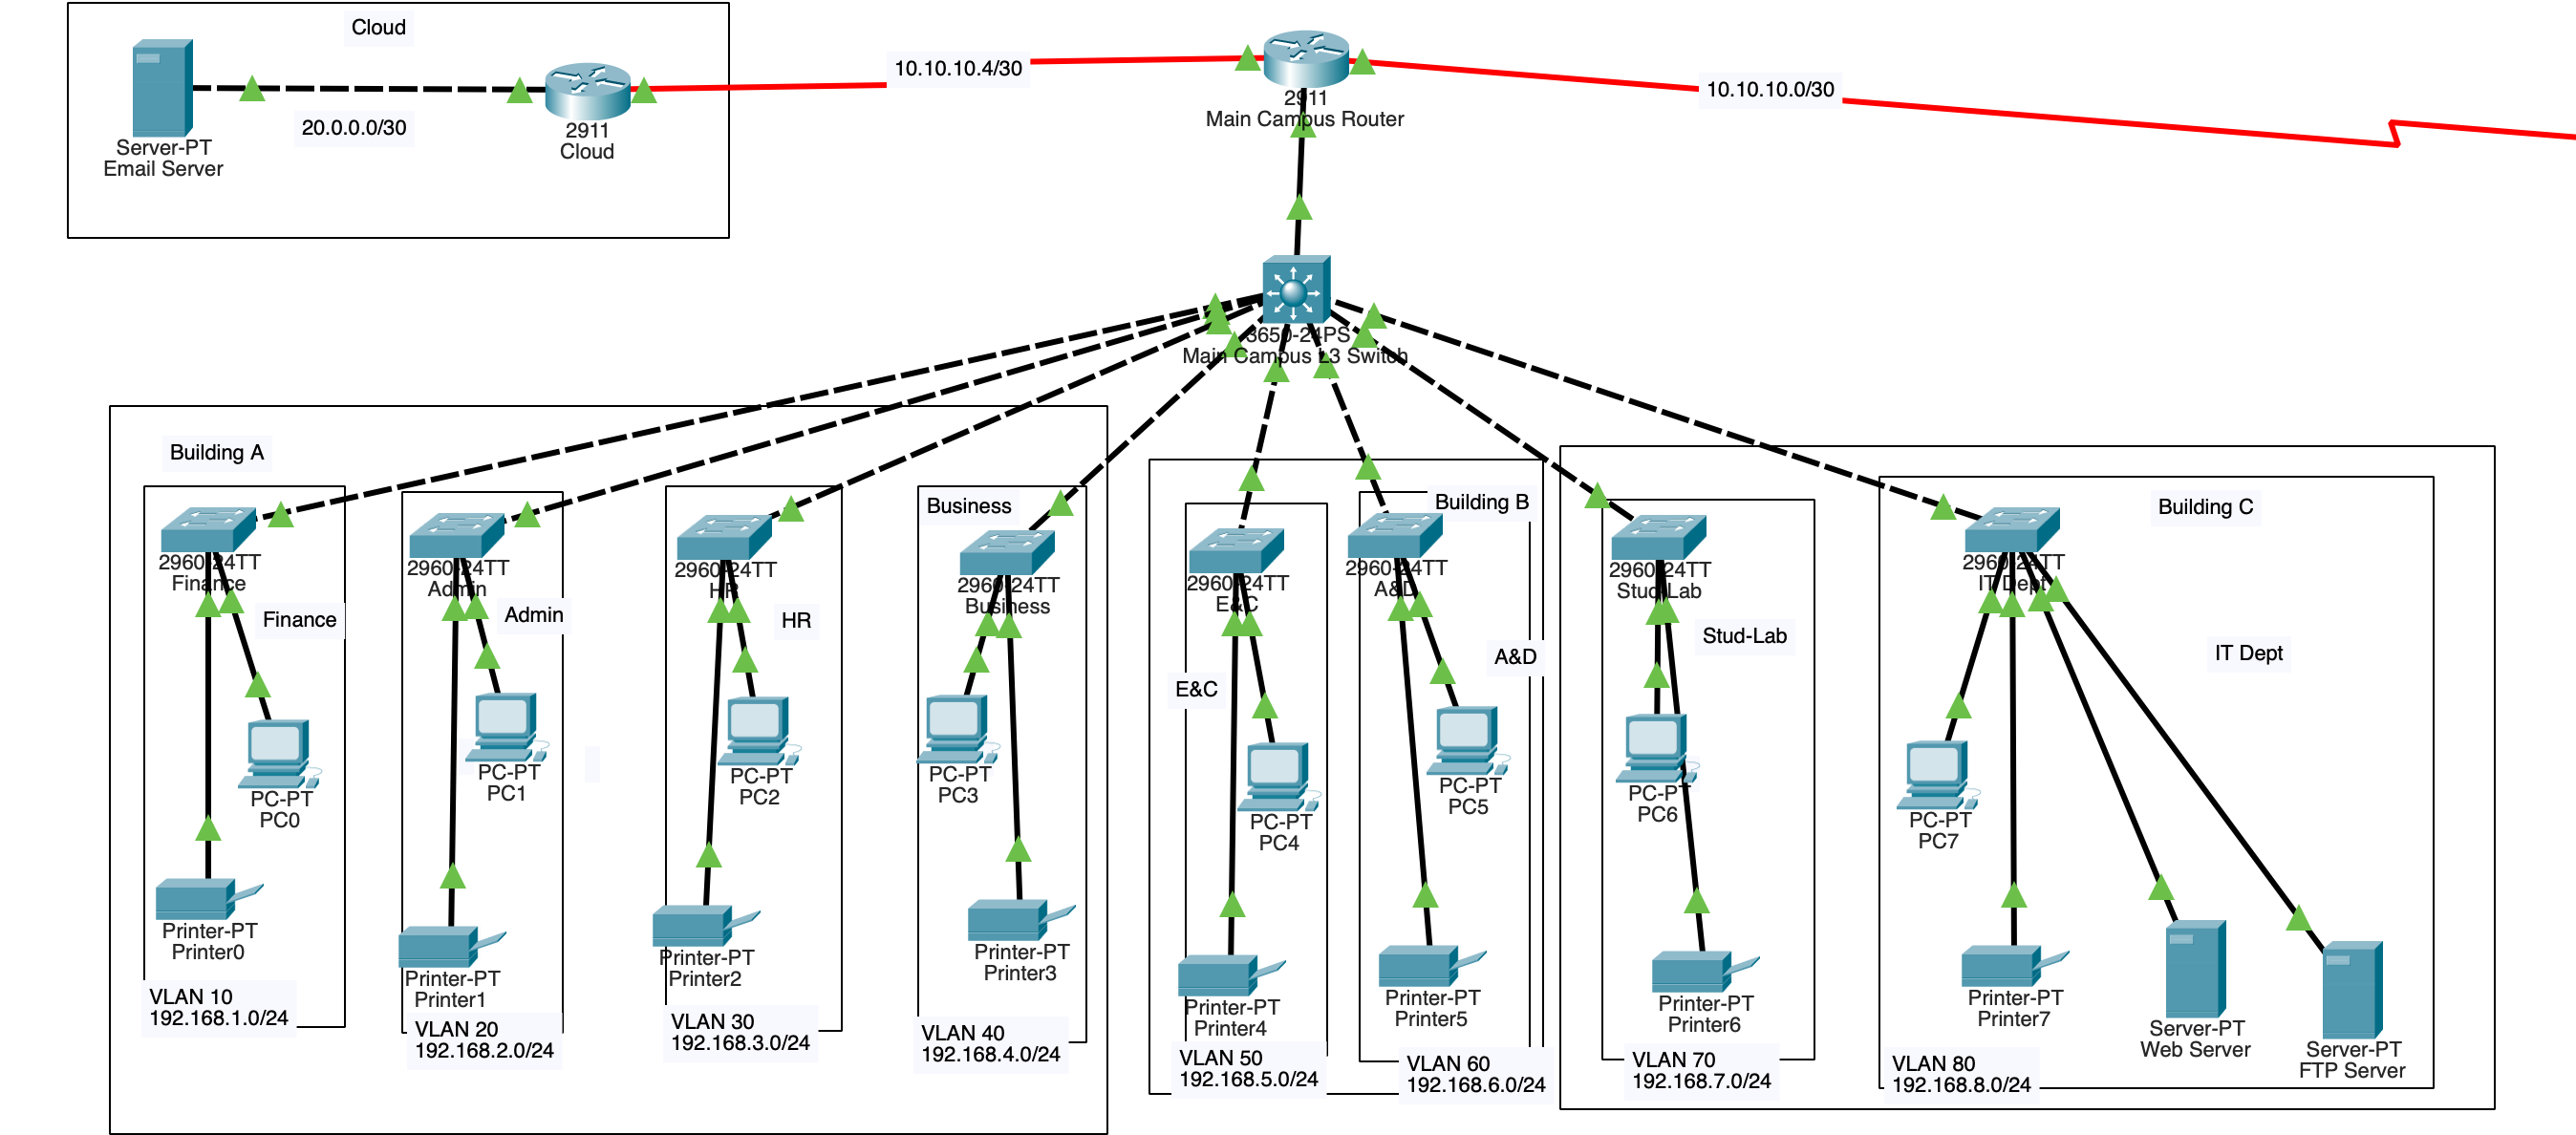 Cloud
Server-PT
Email Server
20.0.0.0/30
2911
Cloud
10.10.10.4/30
2911
Main Campus Router
10.10.10.0/30
3650-24PS
Main Campus L3 Switch
Building A
2960-24TT
Finance
Finance
PC-PT
PC0
Printer-PT
Printer0
VLAN 10
192.168.1.0/24
2960-24TT
Admin
Admin
PC-PT
PC1
Printer-PT
Printer1
VLAN 20
192.168.2.0/24
2960-24TT
HR
HR
PC-PT
PC2
Printer-PT
Printer2
VLAN 30
192.168.3.0/24
Business
2960-24TT
Business
PC-PT
PC3
Printer-PT
Printer3
VLAN 40
192.168.4.0/24
Building B
2960-24TT
E&C
E&C
PC-PT
PC4
Printer-PT
Printer4
VLAN 50
192.168.5.0/24
2960-24TT
A&D
A&D
PC-PT
PC5
Printer-PT
Printer5
VLAN 60
192.168.6.0/24
Building C
2960-24TT
Stud-Lab
Stud-Lab
PC-PT
PC6
Printer-PT
Printer6
VLAN 70
192.168.7.0/24
2960-24TT
IT Dept
IT Dept
PC-PT
PC7
Printer-PT
Printer7
Server-PT
Web Server
Server-PT
FTP Server
VLAN 80
192.168.8.0/24